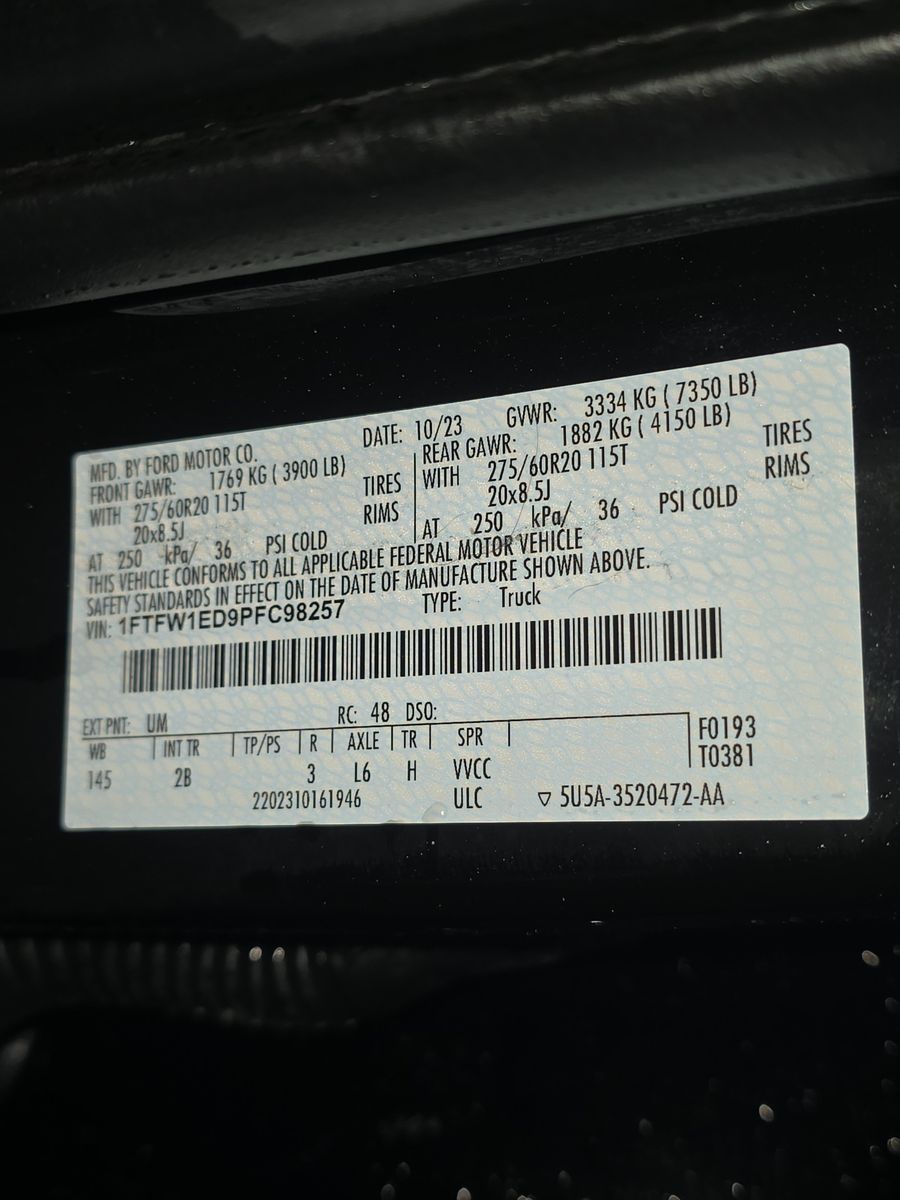 MFD. BY FORD MOTOR CO. DATE: 10/23 GVWR: 3334 KG ( 7350 LB)
FRONT GAWR: 1769 KG ( 3900 LB) REAR GAWR: 1882 KG ( 4150 LB)
WITH 275/60R20 115T TIRES WITH 275/60R20 115T TIRES
20x8.5J RIMS 20x8.5J RIMS
AT 250 kPa/ 36 PSI COLD AT 250 kPa/ 36 PSI COLD
THIS VEHICLE CONFORMS TO ALL APPLICABLE FEDERAL MOTOR VEHICLE
SAFETY STANDARDS IN EFFECT ON THE DATE OF MANUFACTURE SHOWN ABOVE.
VIN: 1FTFW1ED9PFC98257 TYPE: Truck
EXT PNT: UM RC: 48 DSO:
WB INT TR TP/PS R AXLE TR SPR F0193
145 2B 3 L6 H VVCC T0381
2202310161946 ULC ▽ 5U5A-3520472-AA